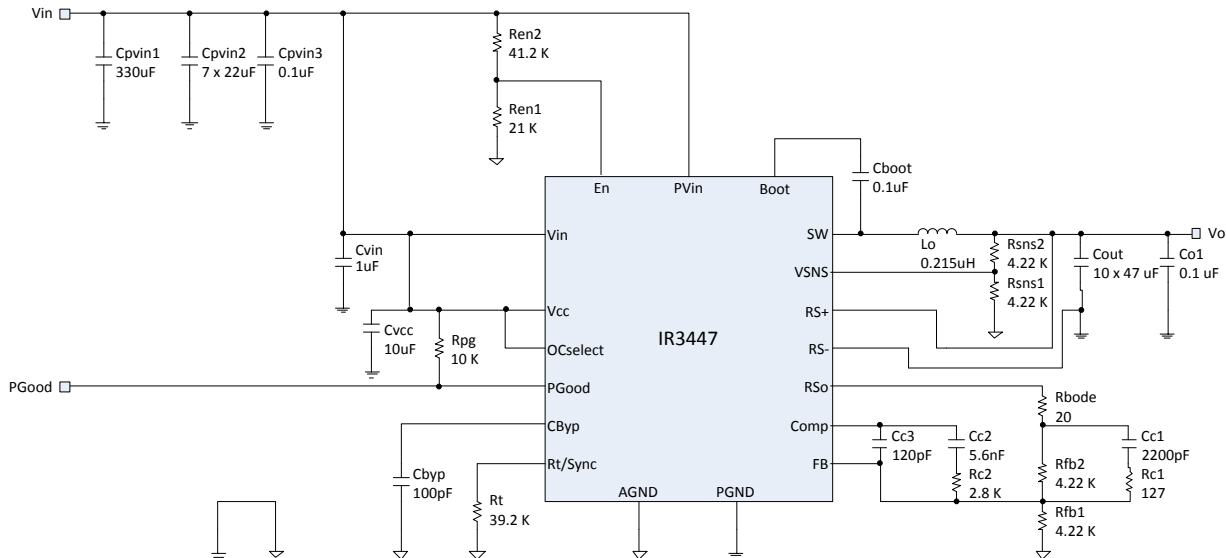 Vin
Cpvin1
330uF
Cpvin2
7 x 22uF
Cpvin3
0.1uF
Ren2
41.2 K
Ren1
21 K
Cboot
0.1uF
En
PVin
Boot
Vin
SW
Vo
Cvin
1uF
Lo
0.215uH
Rsns2
4.22 K
Cout
10 x 47 uF
Co1
0.1 uF
VSNS
Rsns1
4.22 K
Vcc
RS+
Cvcc
10uF
Rpg
10 K
OCselect
IR3447
RS-
PGood
PGood
RSo
Rbode
20
CByp
Comp
Cc3
120pF
Cc2
5.6nF
Cc1
2200pF
Cbyp
100pF
Rt/Sync
FB
Rc2
2.8 K
Rfb2
4.22 K
Rc1
127
Rt
39.2 K
AGND
PGND
Rfb1
4.22 K